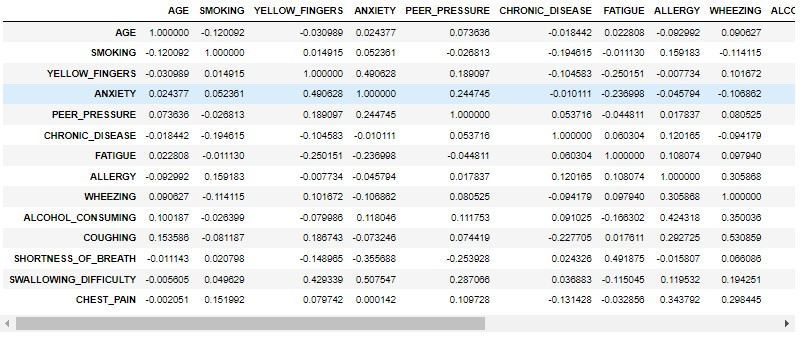 AGE SMOKING YELLOW_FINGERS ANXIETY PEER_PRESSURE CHRONIC_DISEASE FATIGUE ALLERGY WHEEZING ALCO
AGE 1.000000 -0.120092 -0.030989 0.024377 0.073636 -0.018442 0.022808 -0.092992 0.090627
SMOKING -0.120092 1.000000 0.014915 0.052361 -0.026813 -0.194615 -0.011130 0.159183 -0.114115
YELLOW_FINGERS -0.030989 0.014915 1.000000 0.490628 0.189097 -0.104583 -0.250151 -0.007734 0.101672
ANXIETY 0.024377 0.052361 0.490628 1.000000 0.244745 -0.010111 -0.236998 -0.045794 -0.106862
PEER_PRESSURE 0.073636 -0.026813 0.189097 0.244745 1.000000 0.053716 -0.044811 0.017837 0.080525
CHRONIC_DISEASE -0.018442 -0.194615 -0.104583 -0.010111 0.053716 1.000000 0.060304 0.120165 -0.094179
FATIGUE 0.022808 -0.011130 -0.250151 -0.236998 -0.044811 0.060304 1.000000 0.108074 0.097940
ALLERGY -0.092992 0.159183 -0.007734 -0.045794 0.017837 0.120165 0.108074 1.000000 0.305868
WHEEZING 0.090627 -0.114115 0.101672 -0.106862 0.080525 -0.094179 0.097940 0.305868 1.000000
ALCOHOL_CONSUMING 0.100187 -0.026399 -0.079986 0.118046 0.111753 0.091025 -0.166302 0.424318 0.350036
COUGHING 0.153586 -0.081187 0.186743 -0.073246 0.074419 -0.227705 0.017611 0.292725 0.530859
SHORTNESS_OF_BREATH -0.011143 0.020798 -0.148965 -0.355688 -0.253928 0.024326 0.491875 -0.015807 0.066086
SWALLOWING_DIFFICULTY -0.005605 0.049629 0.429339 0.507547 0.287066 0.036883 -0.115045 0.119532 0.194251
CHEST_PAIN -0.002051 0.151992 0.079742 0.000142 0.109728 -0.131428 -0.032856 0.343792 0.298445